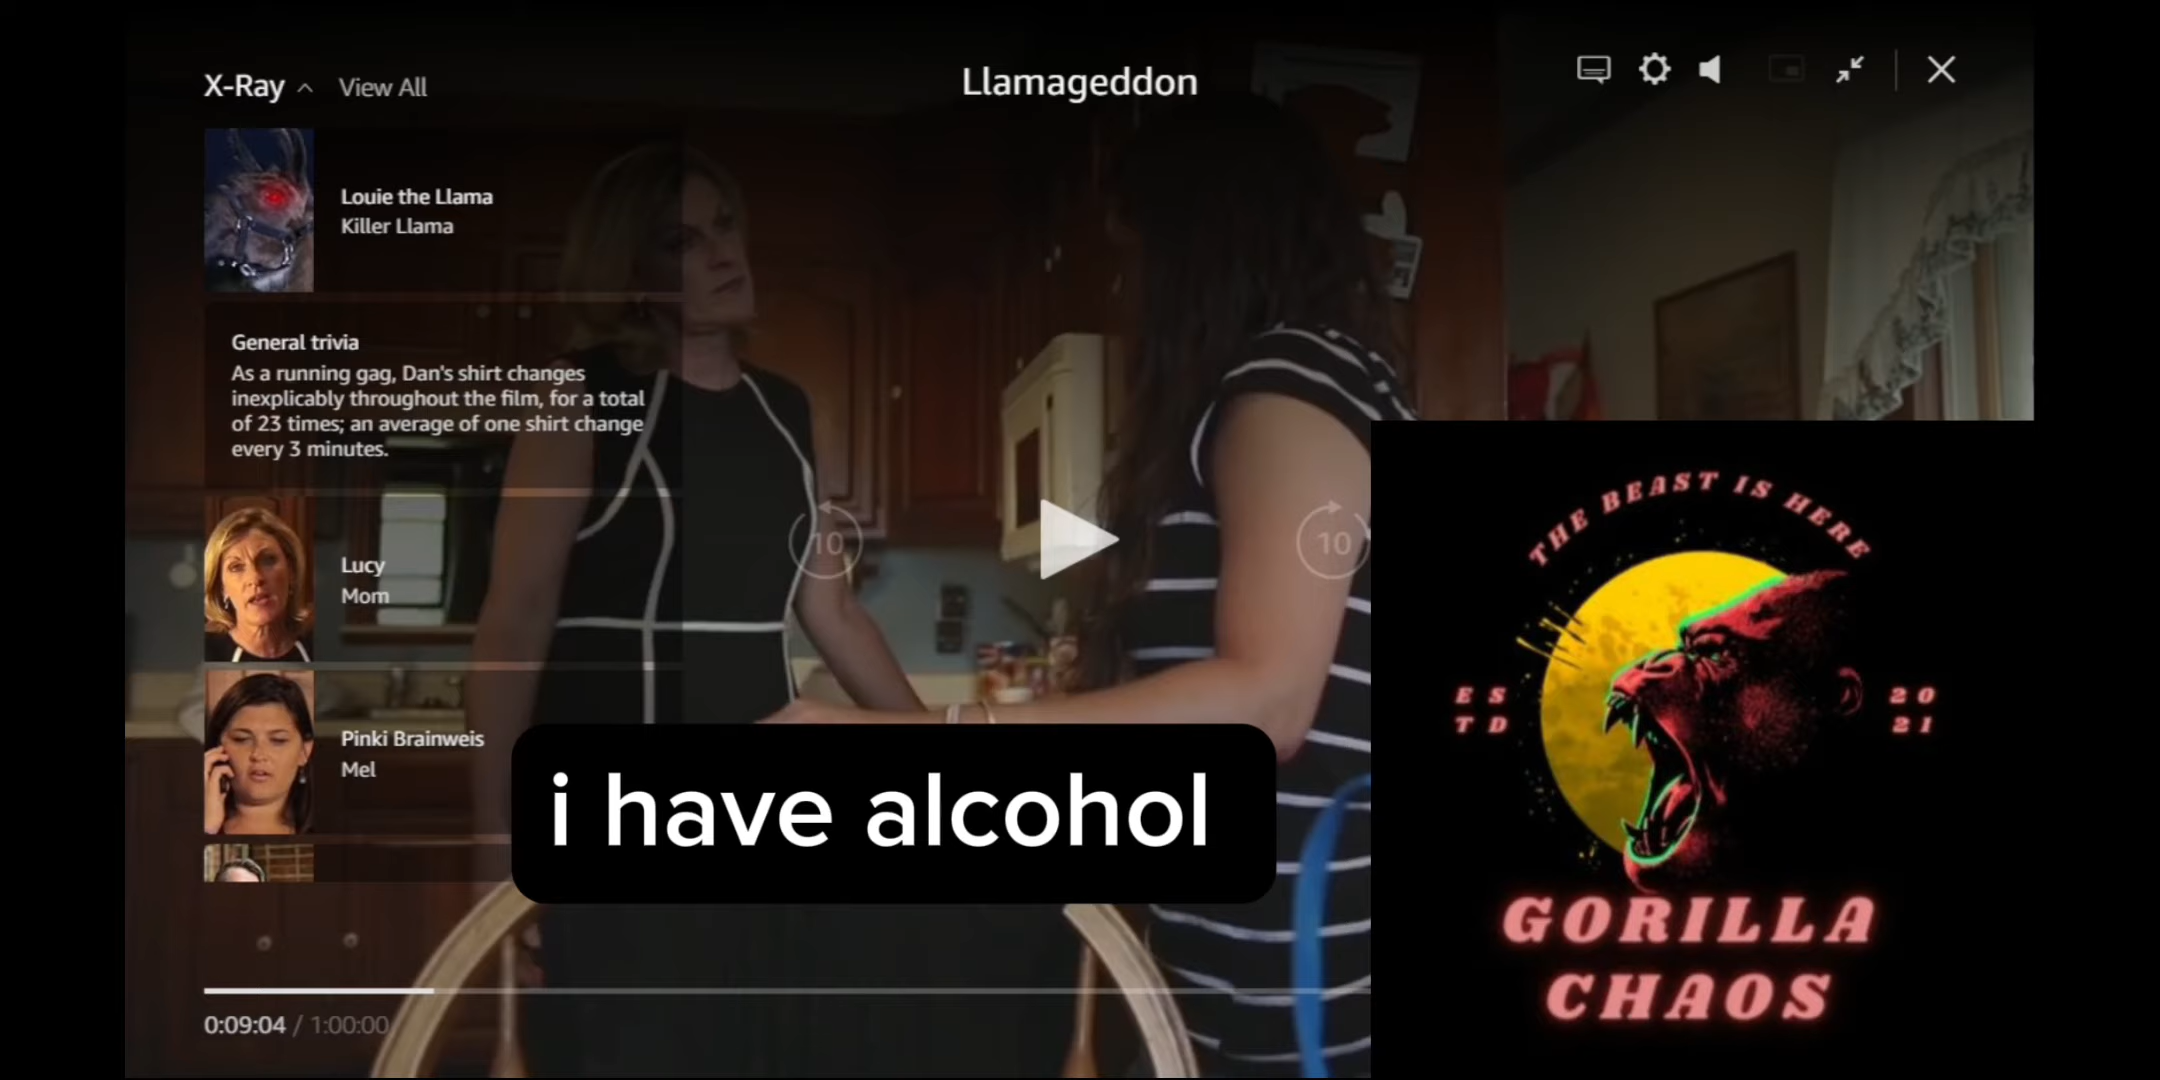 X-Ray View All
Llamageddon
Louie the Llama
Killer Llama
General trivia
As a running gag, Dan's shirt changes
inexplicably throughout the film, for a total
of 23 times; an average of one shirt change
every 3 minutes.
Lucy
Mom
Pinki Brainweis
Mel
10
10
i have alcohol
0:09:04 / 1:00:00
THE BEAST IS HERE
ES
TD
20
21
GORILLA
CHAOS